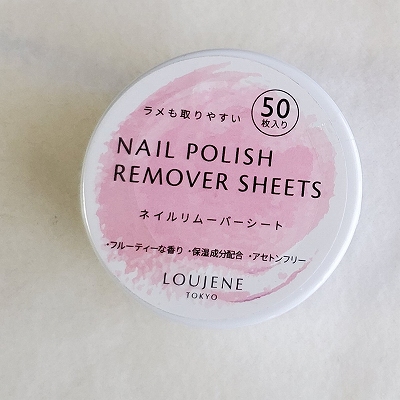 ラメも取りやすい
50
枚入り
NAIL POLISH
REMOVER SHEETS
ネイルリムーバーシート
・フルーティーな香り ・保湿成分配合 ・アセトンフリー
LOUJENE
TOKYO